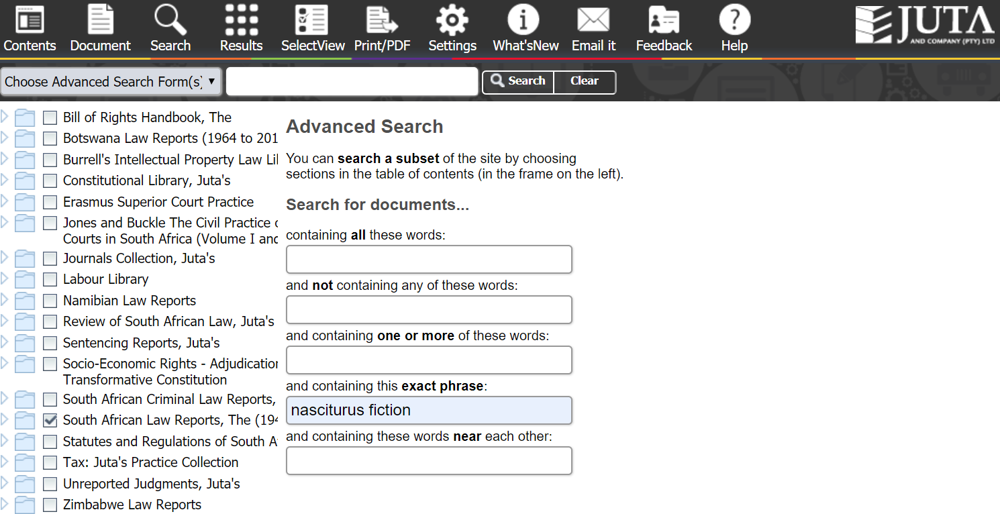 Contents Document Search Results SelectView Print/PDF Settings What'sNew Email it Feedback Help
JUTA
AND COMPANY (PTY) LTD
Choose Advanced Search Form(s) Search Clear
Bill of Rights Handbook, The
Botswana Law Reports (1964 to 201
Burrell's Intellectual Property Law Li
Constitutional Library, Juta's
Erasmus Superior Court Practice
Jones and Buckle The Civil Practice
Courts in South Africa (Volume I and
Journals Collection, Juta's
Labour Library
Namibian Law Reports
Review of South African Law, Juta's
Sentencing Reports, Juta's
Socio-Economic Rights - Adjudication
Transformative Constitution
South African Criminal Law Reports,
South African Law Reports, The (194
Statutes and Regulations of South A
Tax: Juta's Practice Collection
Unreported Judgments, Juta's
Zimbabwe Law Reports
Advanced Search
You can search a subset of the site by choosing
sections in the table of contents (in the frame on the left).
Search for documents...
containing all these words:
and not containing any of these words:
and containing one or more of these words:
and containing this exact phrase:
nasciturus fiction
and containing these words near each other: